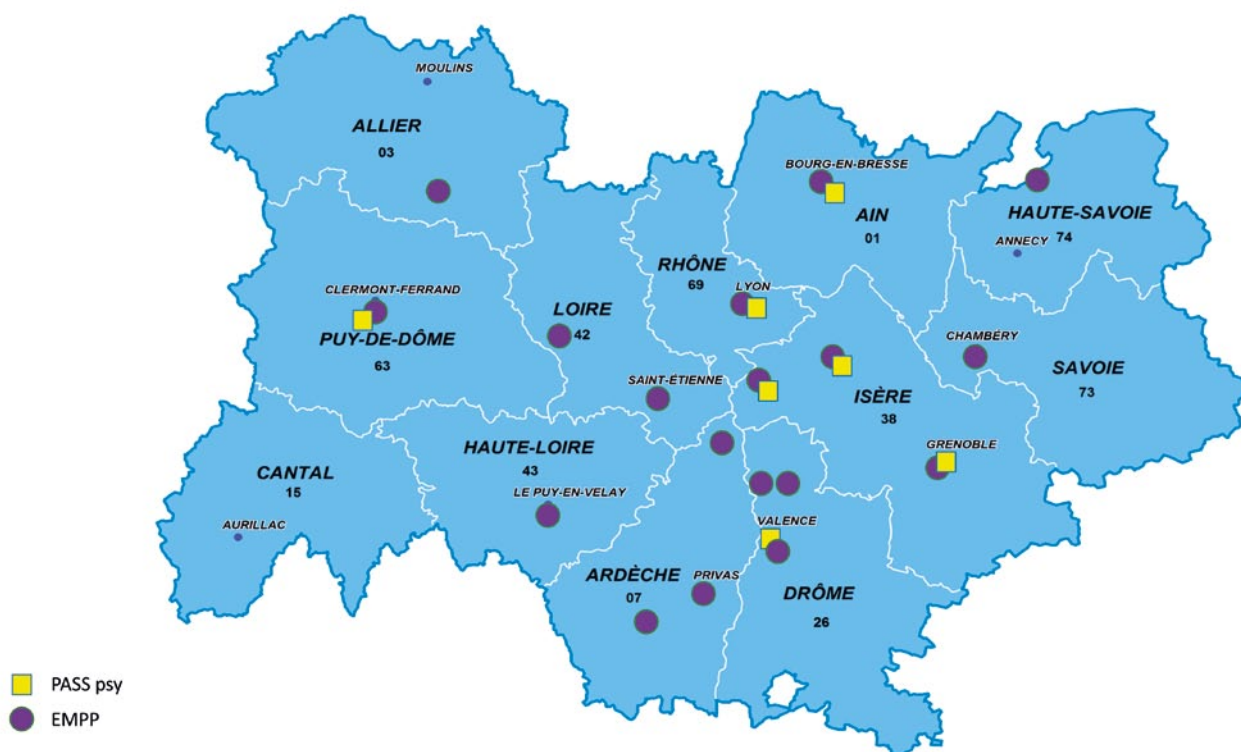 MOULINS
ALLIER
03
BOURG-EN-BRESSE
AIN
01
HAUTE-SAVOIE
74
ANNECY
RHÔNE
69
LYON
CLERMONT-FERRAND
PUY-DE-DÔME
63
LOIRE
42
SAINT-ÉTIENNE
CHAMBÉRY
SAVOIE
73
ISÈRE
38
GRENOBLE
HAUTE-LOIRE
43
LE PUY-EN-VELAY
CANTAL
15
AURILLAC
VALENCE
ARDÈCHE
07
PRIVAS
DRÔME
26
PASS psy
EMPP